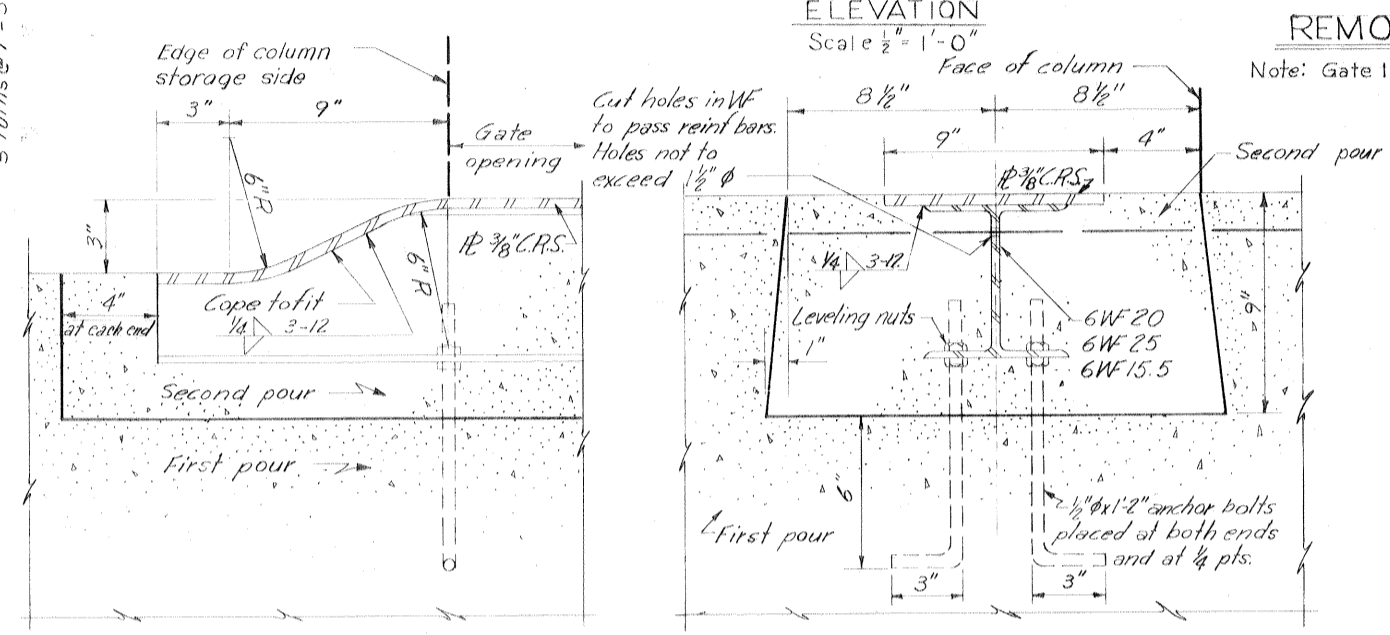 ELEVATION
Scale ½" = 1'-0"
REMO
Note: Gate 1
Edge of column
storage side
3"
9"
Gate
opening
6"R
3"
6"R
℄ 3/8" C.R.S.
4"
at each end
Cope to fit
1/4 3-12
Second pour
First pour
Cut holes in WF
to pass reinf bars.
Holes not to
exceed 1½" φ
Face of column
8½"
8½"
9"
4"
Second pour
PL 3/8" C.R.S.
1/4 3-12
Leveling nuts
1"
6WF 20
6WF 25
6WF 15.5
9"
6"
First pour
½"φx1'-2" anchor bolts
placed at both ends
and at ¼ pts.
3"
3"